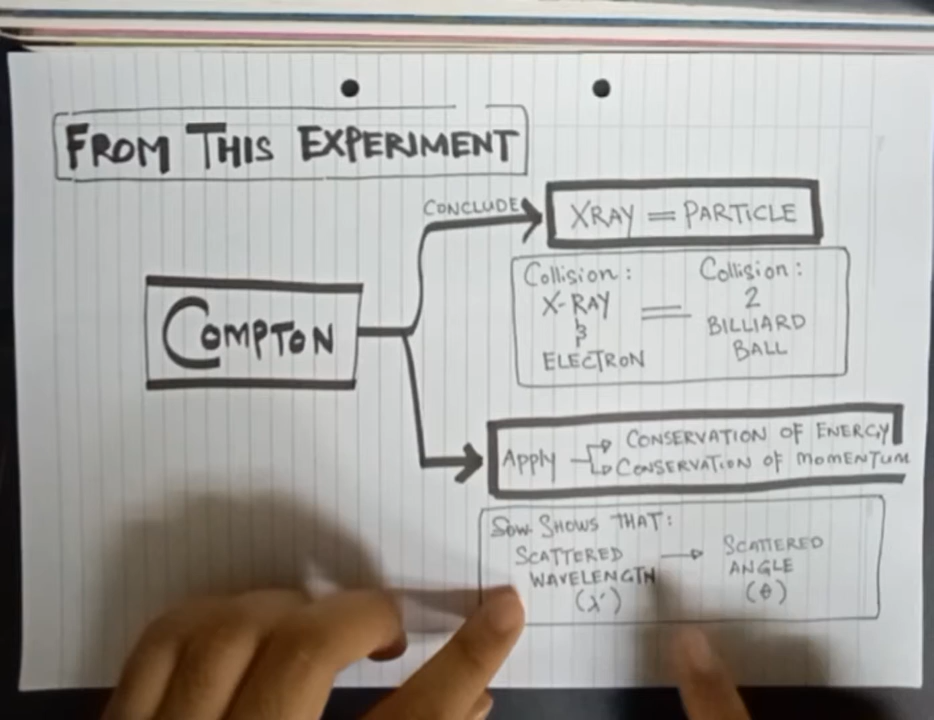 FROM THIS EXPERIMENT
COMPTON
CONCLUDE
XRAY = PARTICLE
Collision:
X-RAY
&
ELECTRON
=
Collision:
2
BILLIARD
BALL
Apply
CONSERVATION OF ENERGY
CONSERVATION OF MOMENTUM
SHOWS THAT:
SCATTERED
WAVELENGTH
(λ')
SCATTERED
ANGLE
(θ)